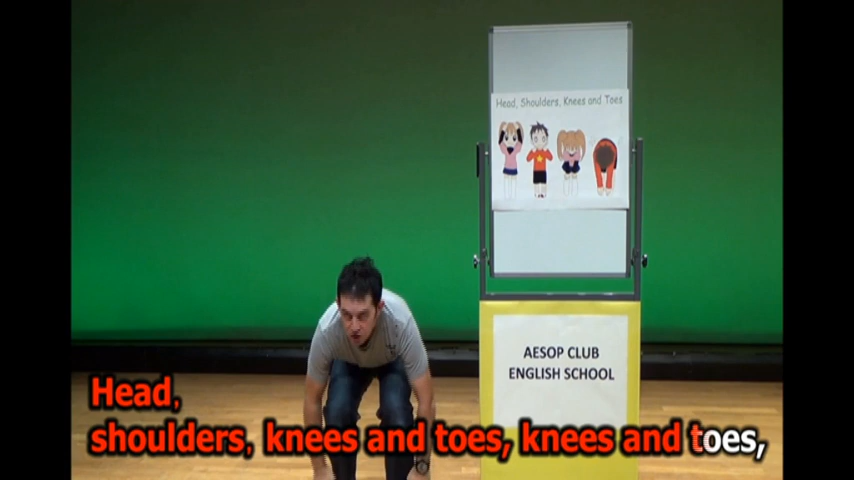 Head, Shoulders, Knees and Toes
AESOP CLUB
ENGLISH SCHOOL
Head,
shoulders, knees and toes, knees and toes,